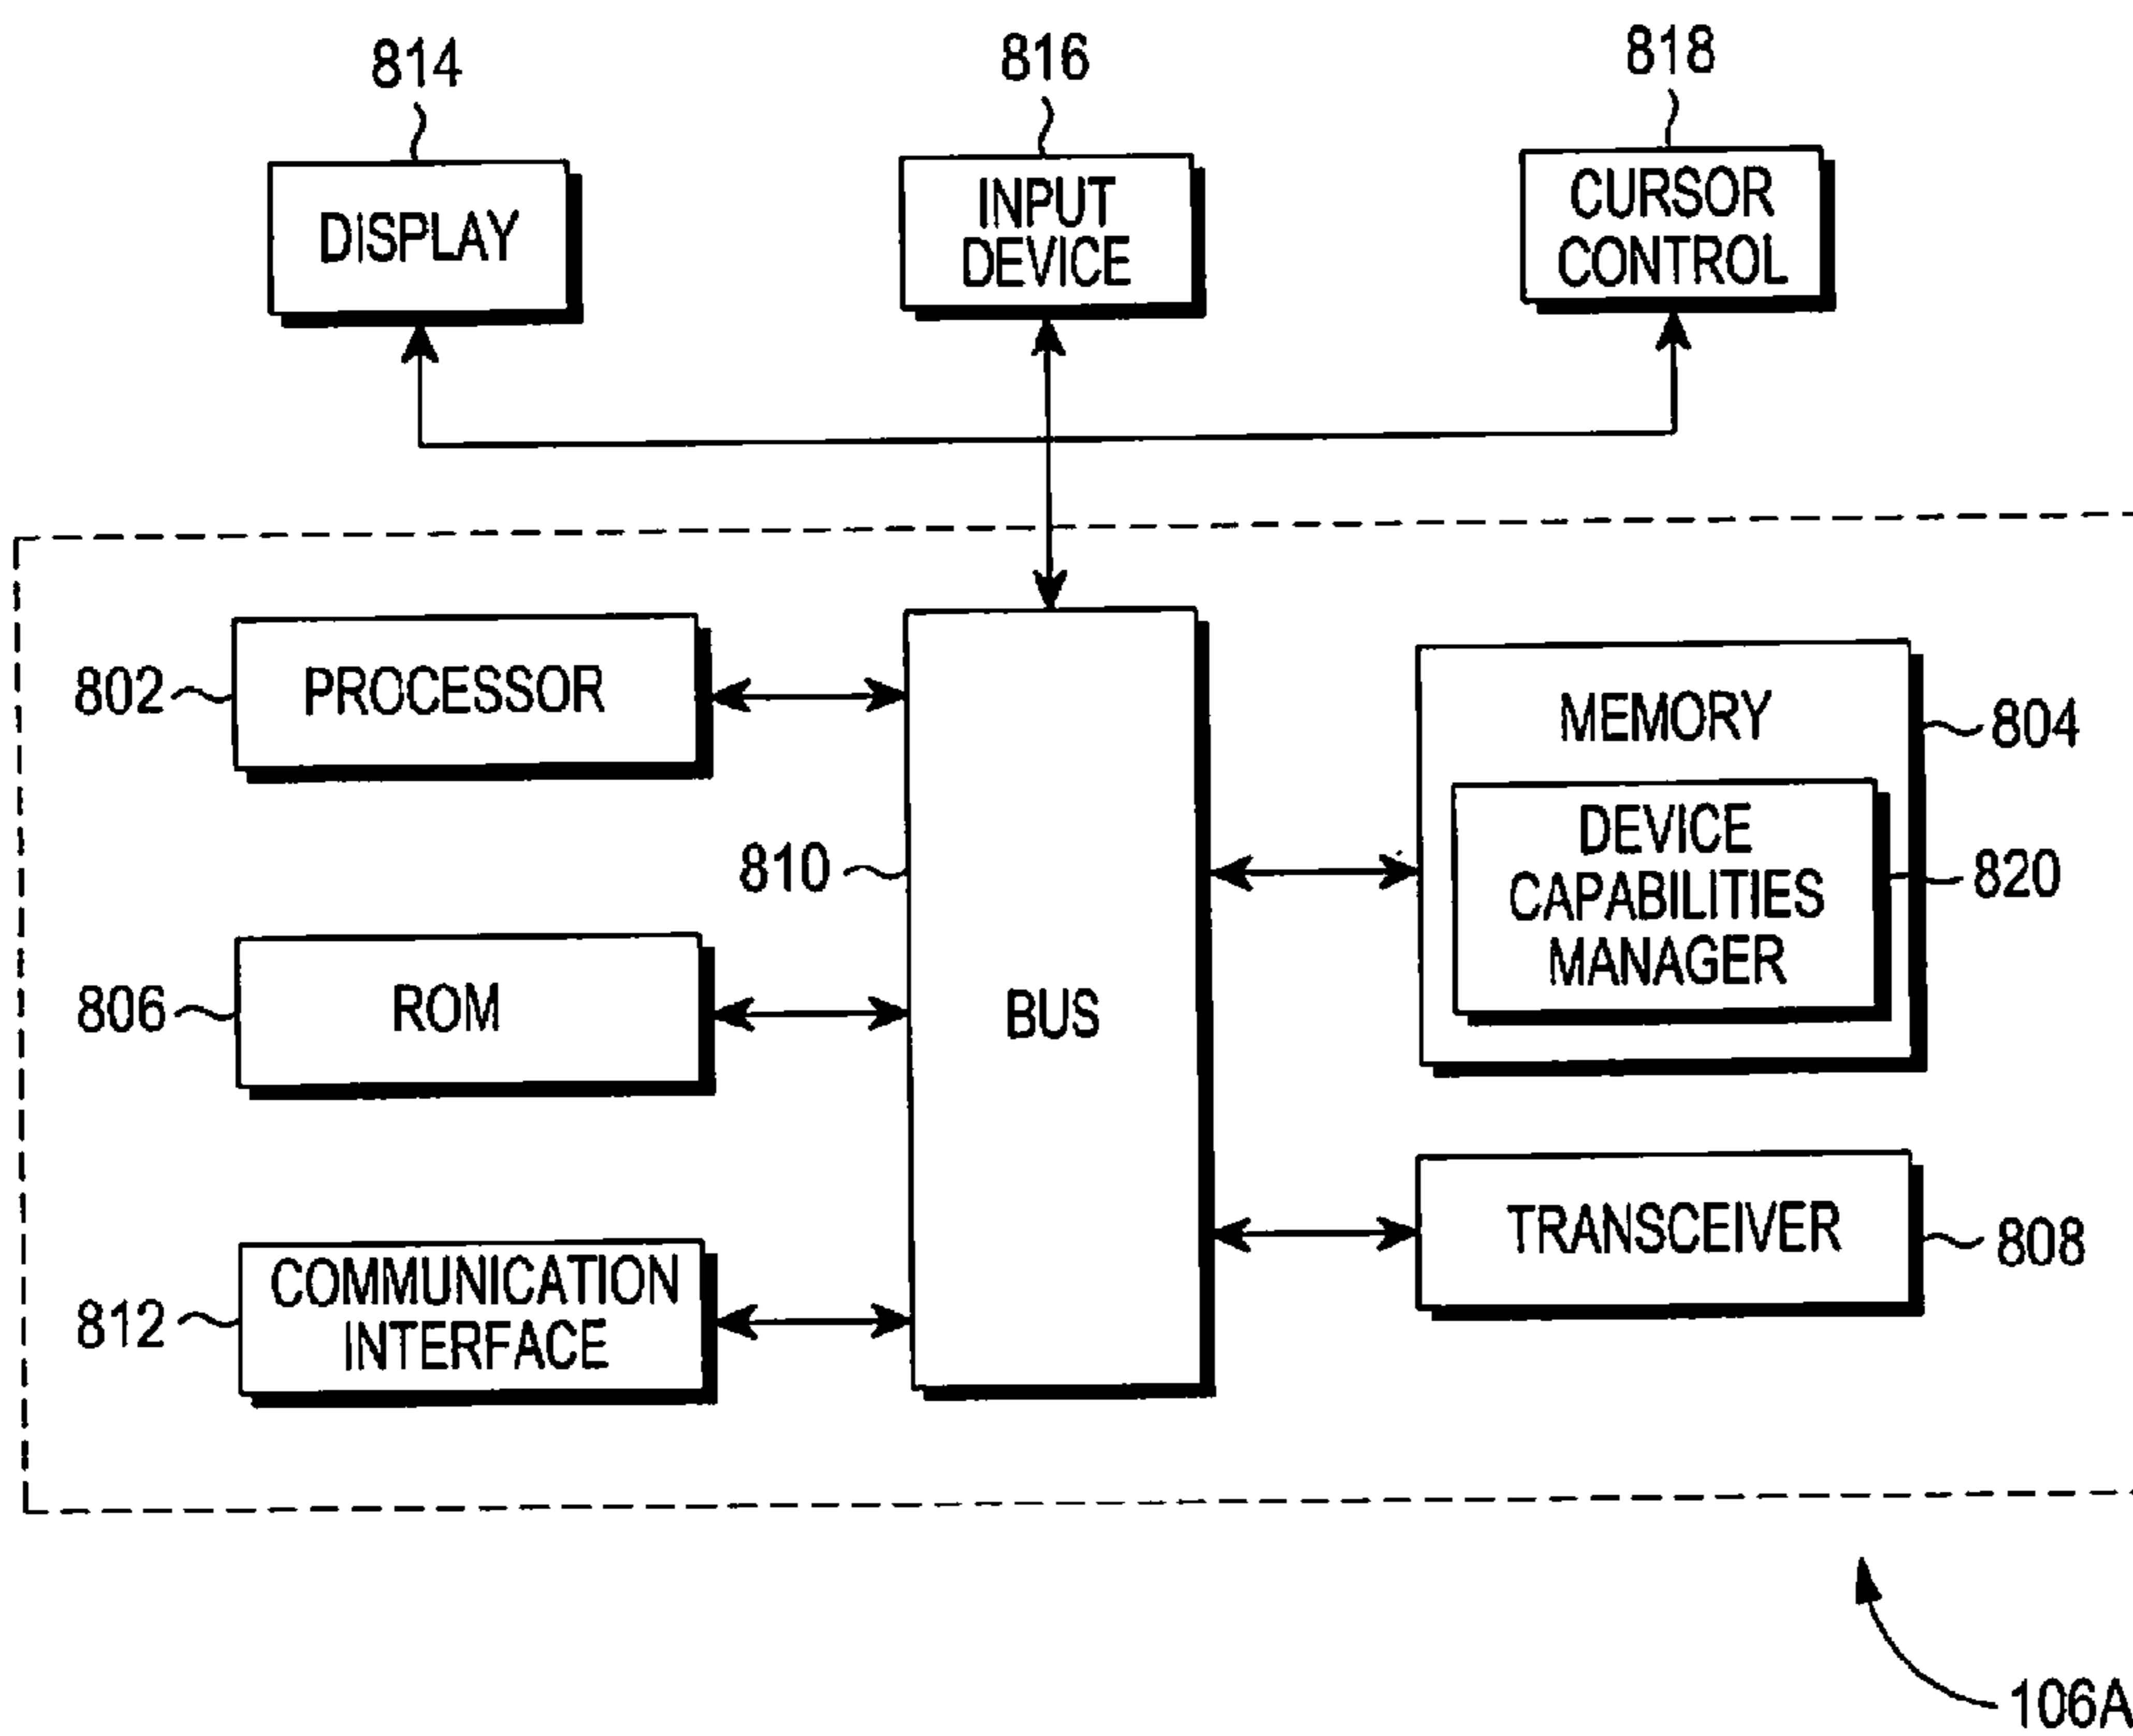 814
816
818
DISPLAY
INPUT
DEVICE
CURSOR
CONTROL
802
PROCESSOR
MEMORY
804
810
DEVICE
CAPABILITIES
MANAGER
820
806
ROM
BUS
812
COMMUNICATION
INTERFACE
TRANSCEIVER
808
106A